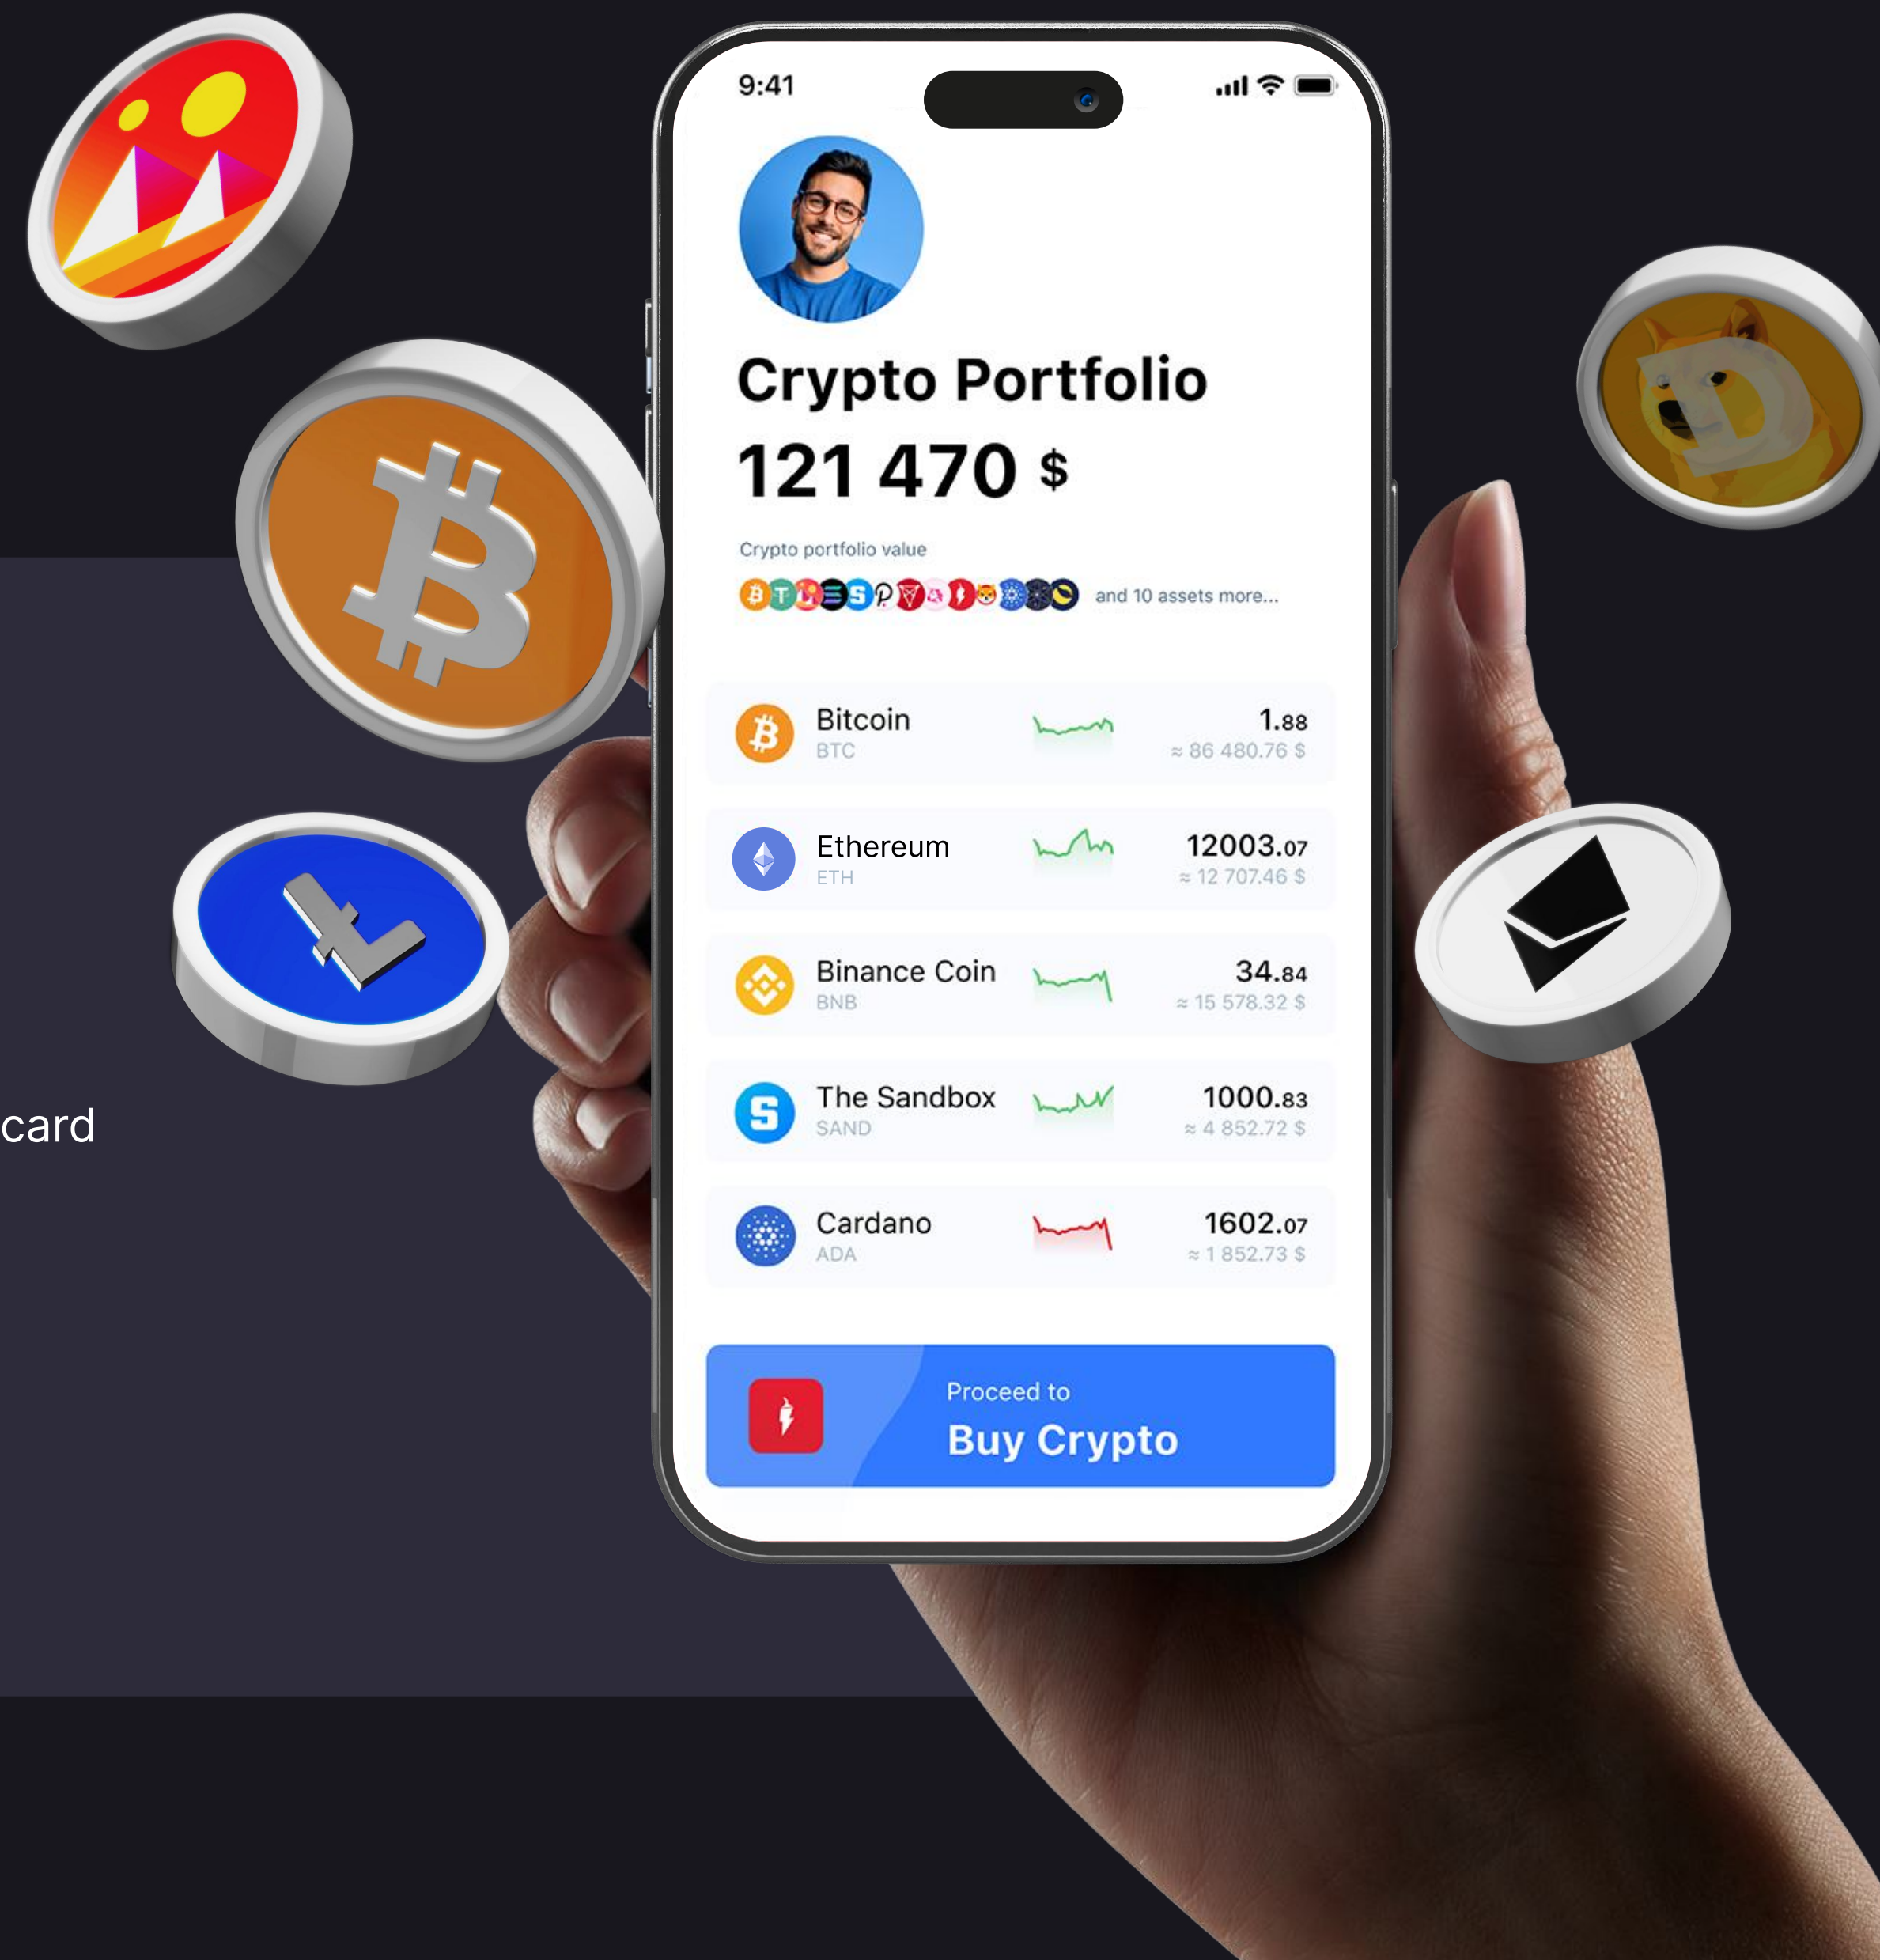 9:41
Crypto Portfolio
121 470 $
Crypto portfolio value
and 10 assets more...
Bitcoin
BTC
1.88
≈ 86 480.76 $
Ethereum
ETH
12003.07
≈ 12 707.46 $
Binance Coin
BNB
34.84
≈ 15 578.32 $
The Sandbox
SAND
1000.83
≈ 4 852.72 $
card
Cardano
ADA
1602.07
≈ 1 852.73 $
Proceed to
Buy Crypto